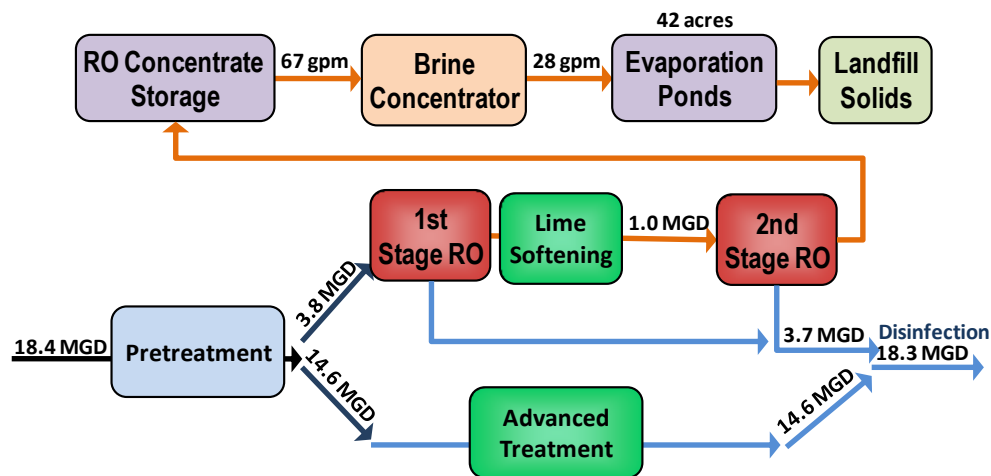 42 acres
RO Concentrate
Storage
67 gpm
Brine
Concentrator
28 gpm
Evaporation
Ponds
Landfill
Solids
1st
Stage RO
Lime
Softening
1.0 MGD
2nd
Stage RO
3.8 MGD
18.4 MGD
Pretreatment
14.6 MGD
3.7 MGD
Disinfection
18.3 MGD
Advanced
Treatment
14.6 MGD